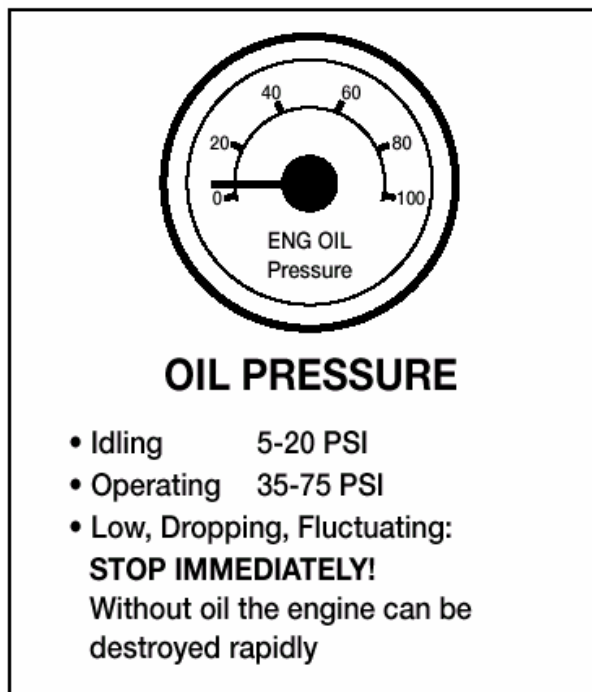 40 60
20 80
0 100
ENG OIL
Pressure
OIL PRESSURE
• Idling 5-20 PSI
• Operating 35-75 PSI
• Low, Dropping, Fluctuating:
STOP IMMEDIATELY!
Without oil the engine can be
destroyed rapidly